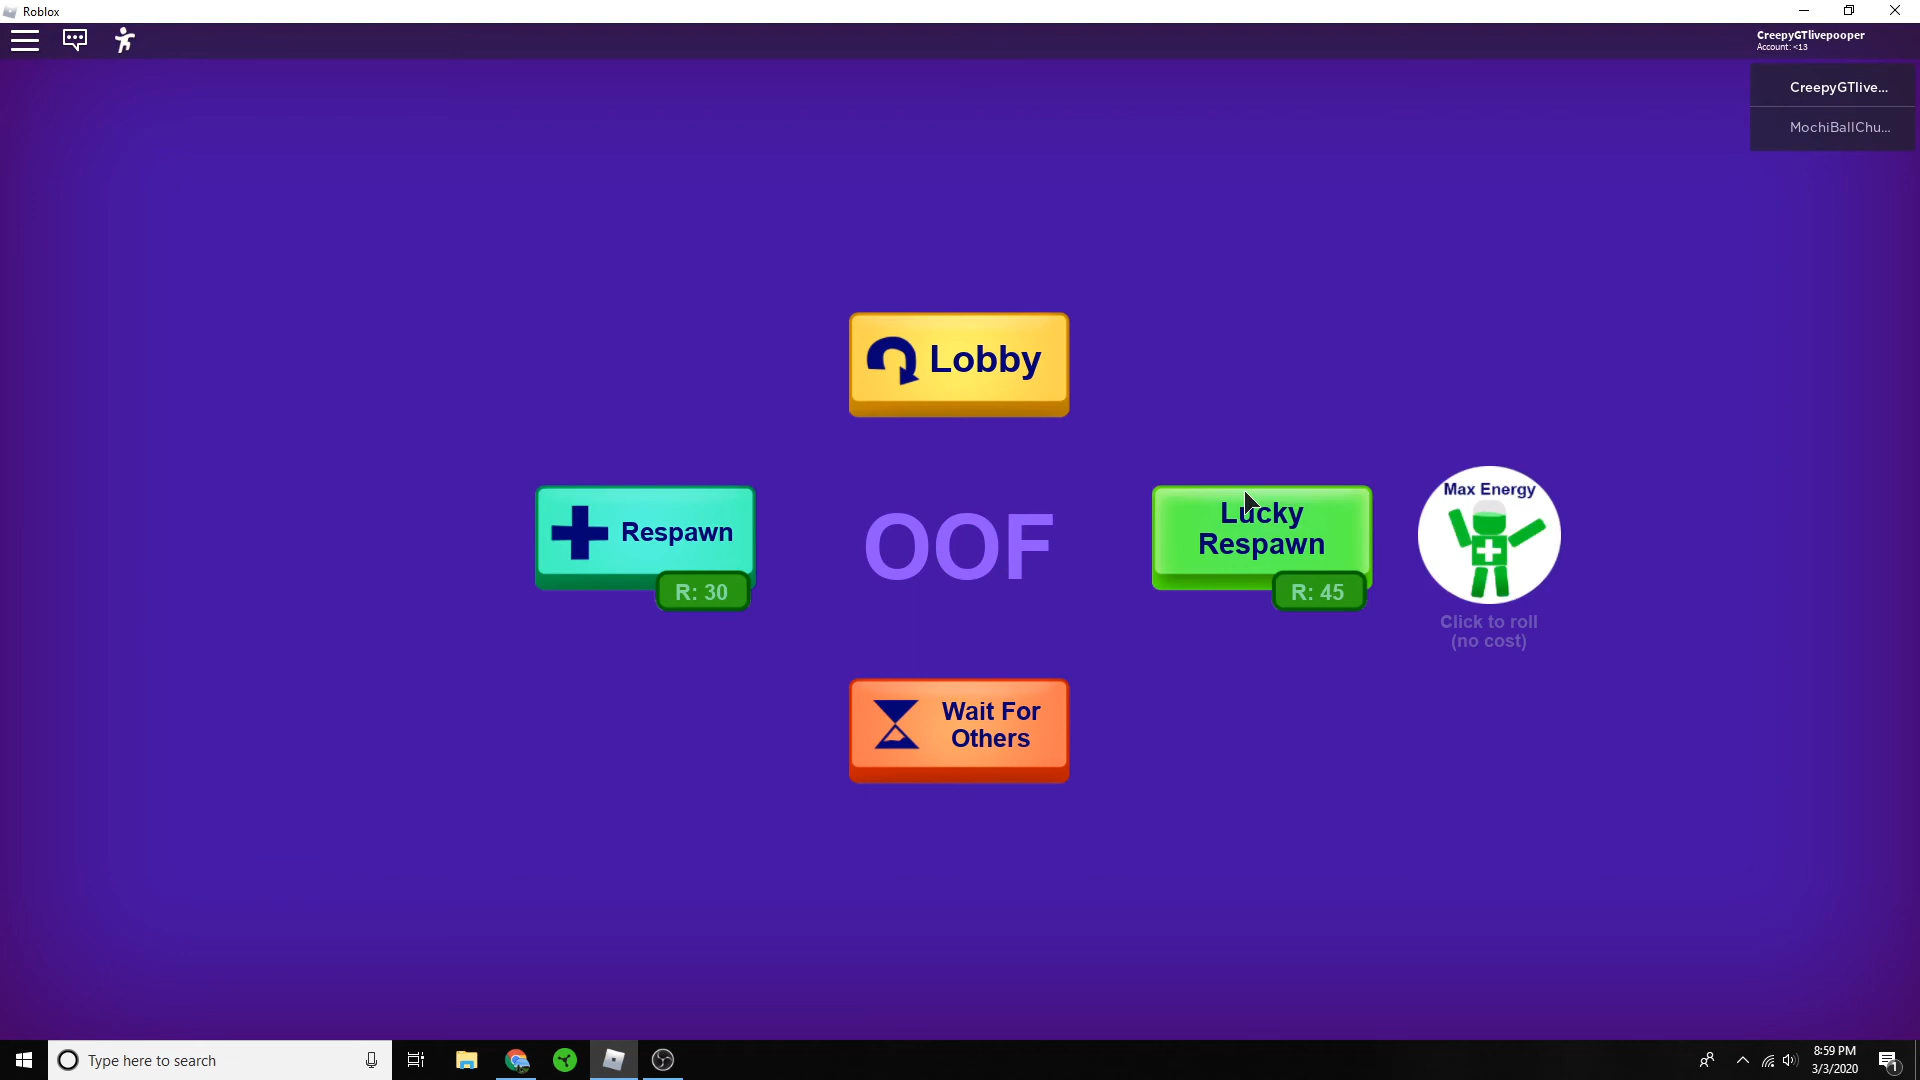 Roblox
CreepyGTlivepooper
Account: <13
CreepyGTlive...
MochiBallChu...
Lobby
Respawn
R: 30
OOF
Lucky
Respawn
R: 45
Max Energy
Click to roll
(no cost)
Wait For
Others
Type here to search
8:59 PM
3/3/2020
1